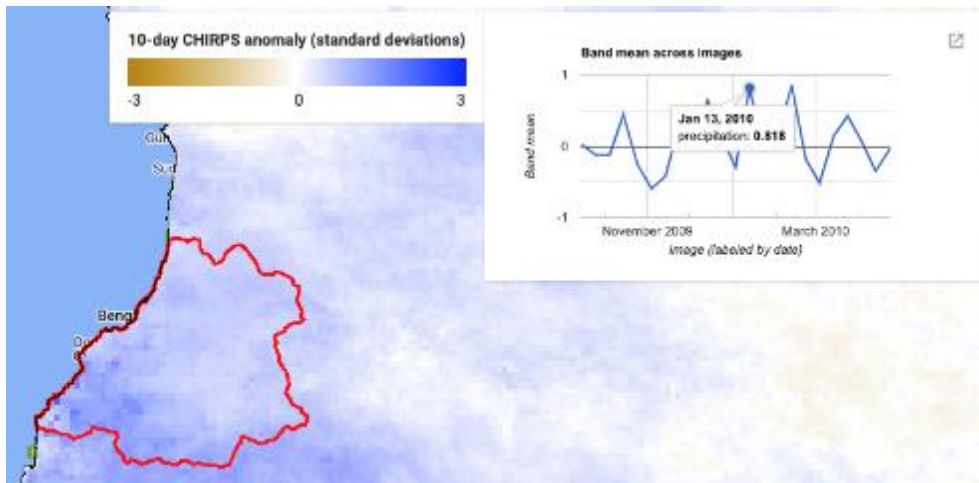 10-day CHIRPS anomaly (standard deviations)
-3 0 3
Band mean across images
1
Jan 13, 2010
precipitation: 0.818
0
Band mean
-1
November 2009 March 2010
Image (labeled by date)
Beng